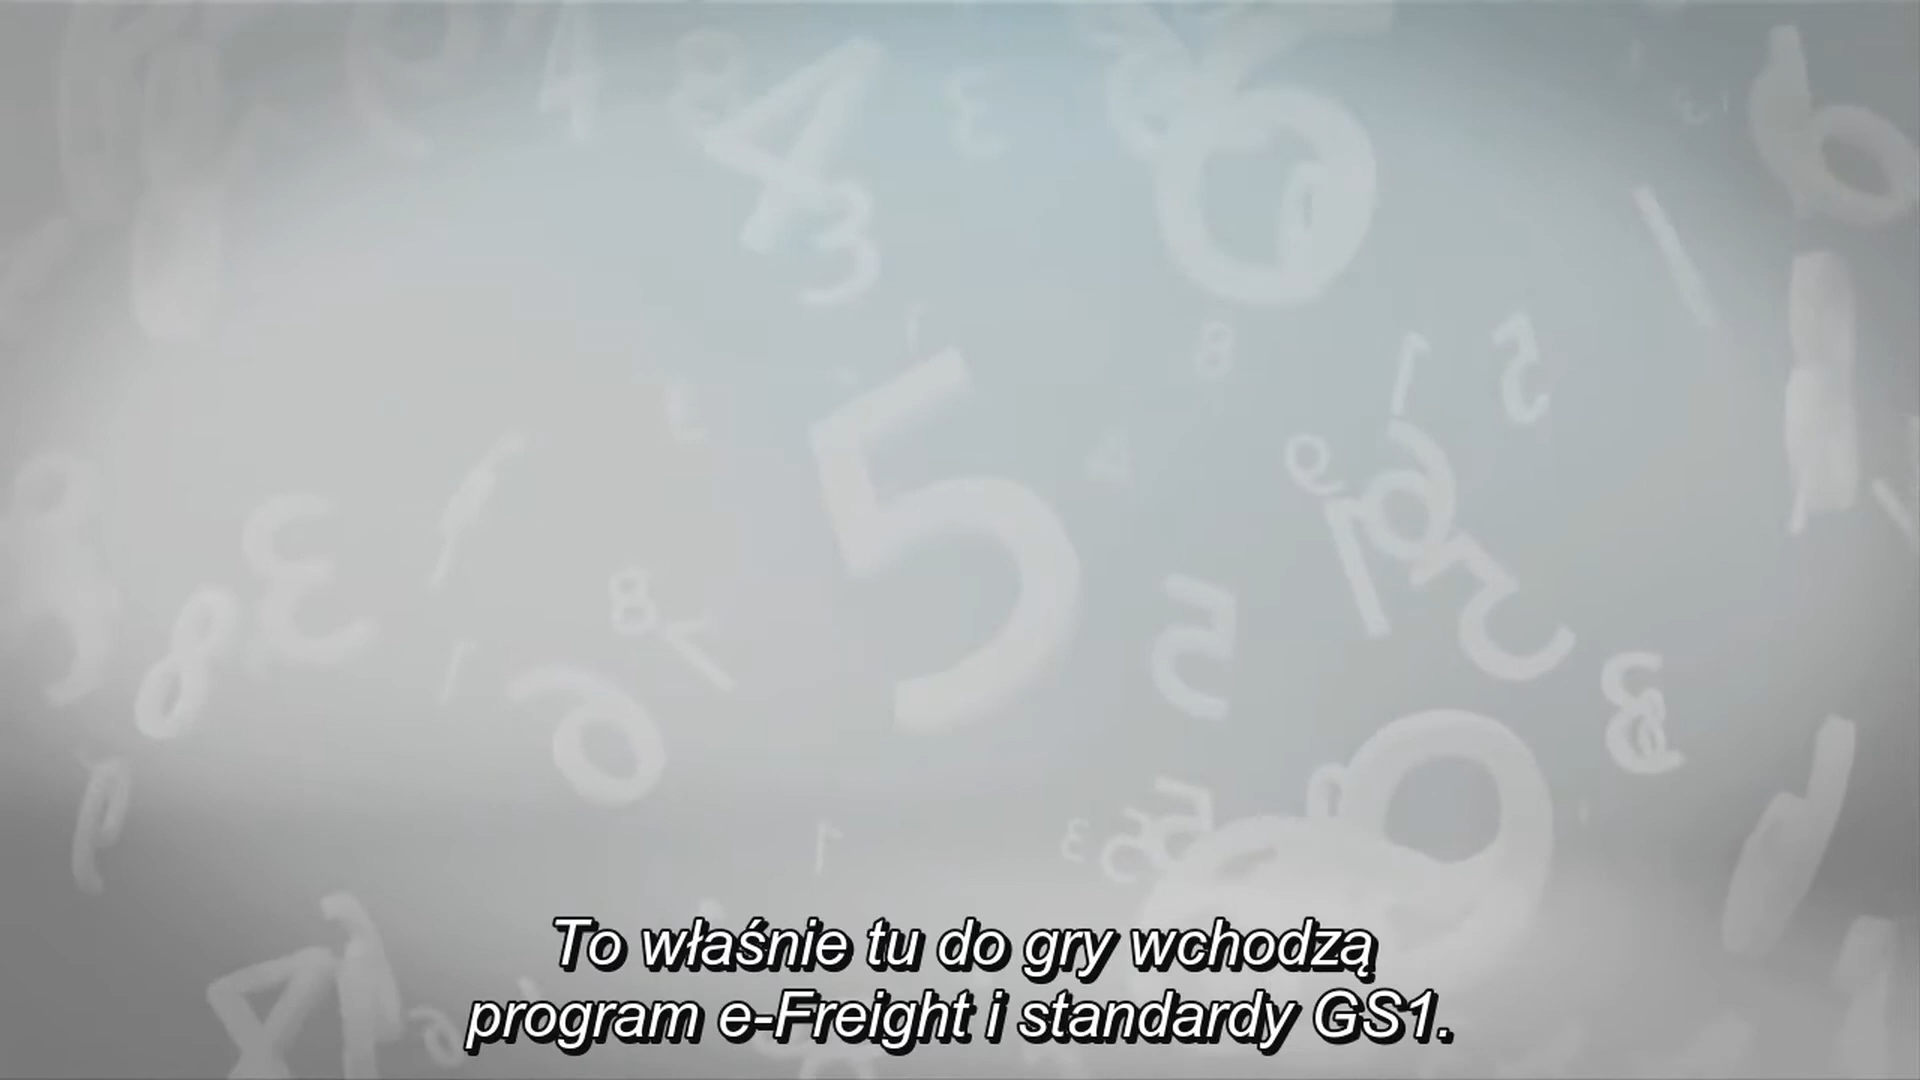 To właśnie tu do gry wchodzą
program e-Freight i standardy GS1.